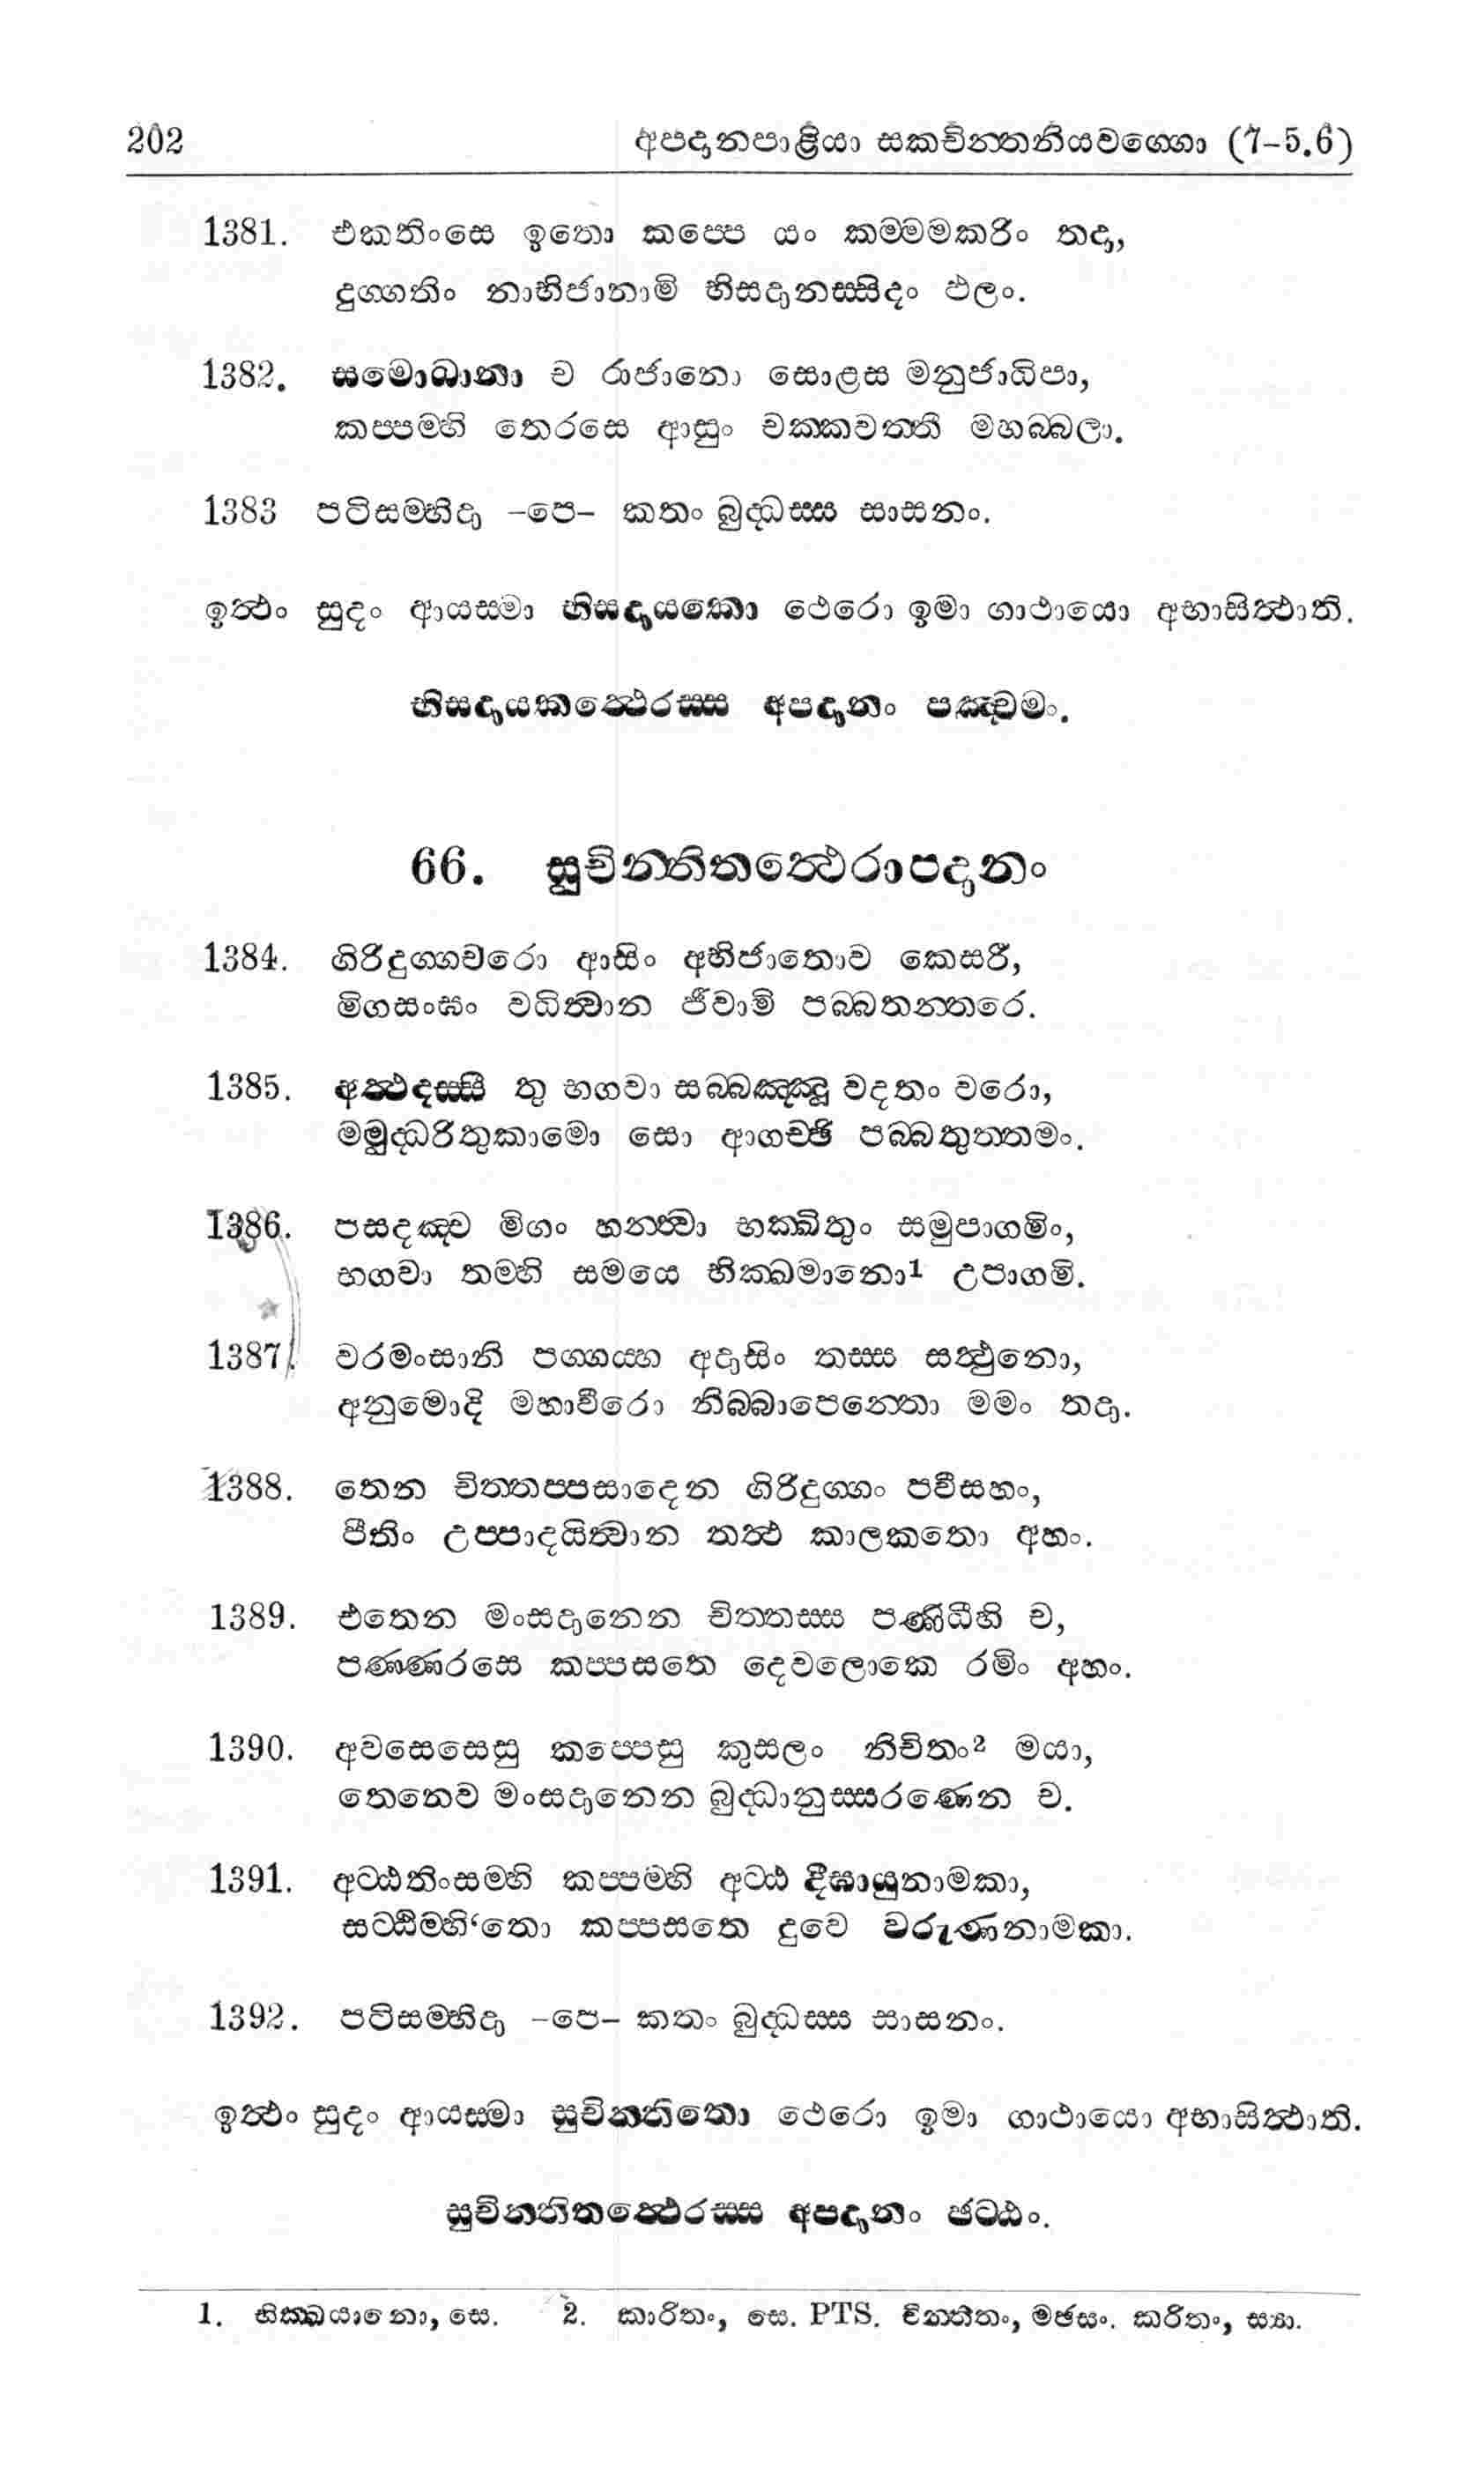 202 අපදානපාළියා සකචින්තනියවග්ගො (7-5.6)
1381. එකතිංසෙ ඉතො කප්පෙ යං කම්මමකරිං තදා,
දුග්ගතිං නාභිජානාමි භිසදානස්සිදං ඵලං.
1382. සමොධානා ච රාජානො සොළස මනුජාධිපා,
කප්පම්හි තෙරසෙ ආසුං චක්කවත්තී මහබ්බලා.
1383 පටිසම්භිදා -පෙ- කතං බුද්ධස්ස සාසනං.
ඉත්ථං සුදං ආයස්මා භිසදායකො ථෙරො ඉමා ගාථායො අභාසිත්ථාති.
භිසදායකත්ථෙරස්ස අපදානං පඤ්චමං.
66. සුචින්තිතත්ථෙරාපදානං
1384. ගිරිදුග්ගචරො ආසිං අභිජාතොව කෙසරී,
මිගසංඝං වධිත්වාන ජීවාමි පබ්බතන්තරෙ.
1385. අත්ථදස්සී තු භගවා සබ්බඤ්ඤූ වදතං වරො,
මමුද්ධරිතුකාමො සො ආගච්ඡි පබ්බතුත්තමං.
1386. පසදඤ්ච මිගං හන්ත්වා භක්ඛිතුං සමුපාගමිං,
භගවා තම්හි සමයෙ භික්ඛමානො¹ උපාගමි.
1387. වරමංසානි පග්ගය්හ අදාසිං තස්ස සත්ථුනො,
අනුමොදි මහාවීරො නිබ්බාපෙන්තො මමං තදා.
1388. තෙන චිත්තප්පසාදෙන ගිරිදුග්ගං පවීසහං,
පීතිං උප්පාදයිත්වාන තත්ථ කාලකතො අහං.
1389. එතෙන මංසදානෙන චිත්තස්ස පණිධීහි ච,
පණ්ණරසෙ කප්පසතෙ දෙවලොකෙ රමිං අහං.
1390. අවසෙසෙසු කප්පෙසු කුසලං නිචිතං² මයා,
තෙනෙව මංසදානෙන බුද්ධානුස්සරණෙන ච.
1391. අට්ඨතිංසම්හි කප්පම්හි අට්ඨ දීඝායුනාමකා,
සට්ඨිම්හි‘තො කප්පසතෙ දුවෙ වරුණනාමකා.
1392. පටිසම්භිදා -පෙ- කතං බුද්ධස්ස සාසනං.
ඉත්ථං සුදං ආයස්මා සුචින්තිතො ථෙරො ඉමා ගාථායො අභාසිත්ථාති.
සුචින්තිතත්ථෙරස්ස අපදානං ඡට්ඨං.
1. භික්ඛයානො, සෙ. 2. කාරිතං, සෙ. PTS. චින්තිතං, මඡසං. කරිතං, ස්‍යා.